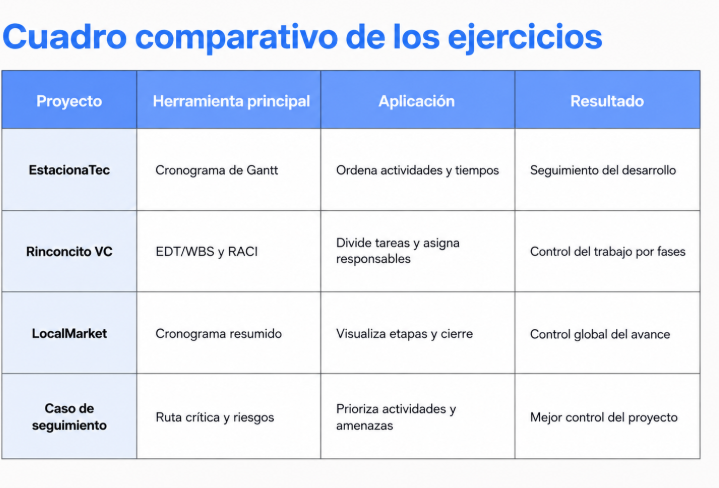 Cuadro comparativo de los ejercicios
Proyecto
Herramienta principal
Aplicación
Resultado
EstacionaTec
Cronograma de Gantt
Ordena actividades y tiempos
Seguimiento del desarrollo
Rinconcito VC
EDT/WBS y RACI
Divide tareas y asigna
responsables
Control del trabajo por fases
LocalMarket
Cronograma resumido
Visualiza etapas y cierre
Control global del avance
Caso de
seguimiento
Ruta crítica y riesgos
Prioriza actividades y
amenazas
Mejor control del proyecto